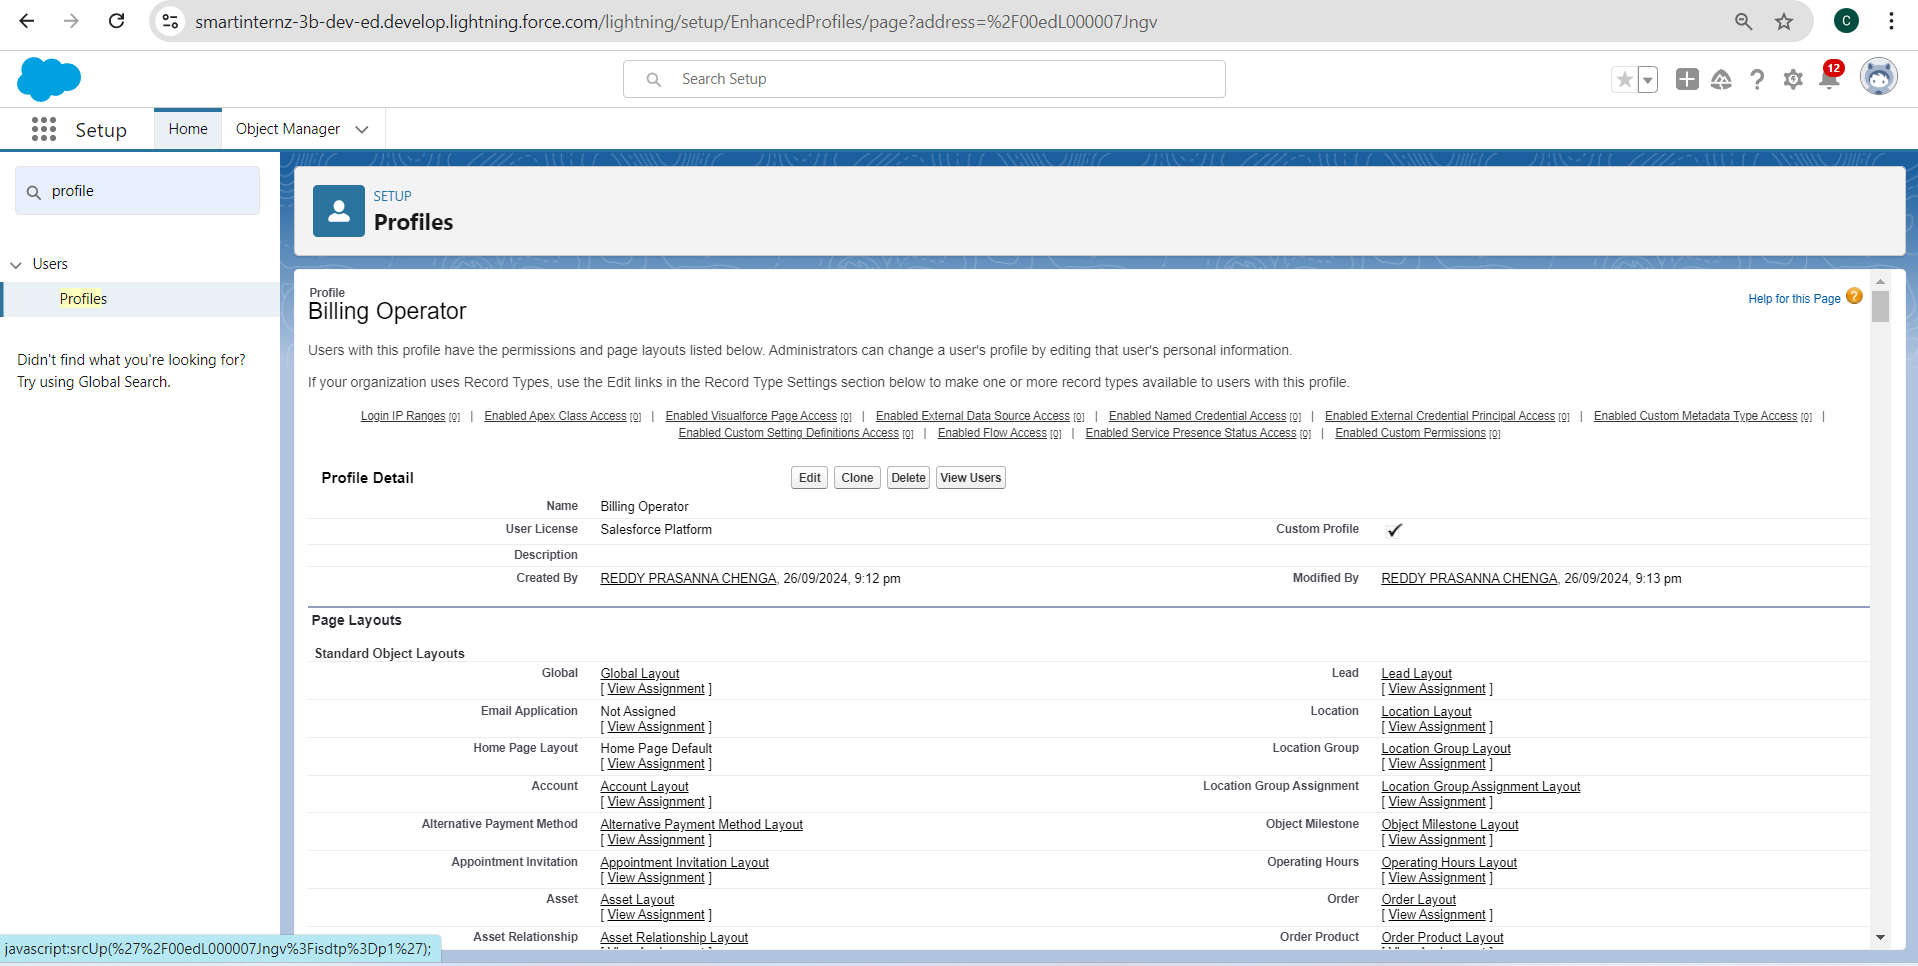 smartinternz-3b-dev-ed.develop.lightning.force.com/lightning/setup/EnhancedProfiles/page?address=%2F00edL000007Jngv
C
Search Setup
12
Setup
Home
Object Manager
profile
Users
Profiles
Didn't find what you're looking for?
Try using Global Search.
SETUP
Profiles
Profile
Billing Operator
Help for this Page ?
Users with this profile have the permissions and page layouts listed below. Administrators can change a user's profile by editing that user's personal information.
If your organization uses Record Types, use the Edit links in the Record Type Settings section below to make one or more record types available to users with this profile.
Login IP Ranges [0] | Enabled Apex Class Access [0] | Enabled Visualforce Page Access [0] | Enabled External Data Source Access [0] | Enabled Named Credential Access [0] | Enabled External Credential Principal Access [0] | Enabled Custom Metadata Type Access [0] |
Enabled Custom Setting Definitions Access [0] | Enabled Flow Access [0] | Enabled Service Presence Status Access [0] | Enabled Custom Permissions [0]
Profile Detail Edit Clone Delete View Users
Name Billing Operator
User License Salesforce Platform Custom Profile ✓
Description
Created By REDDY PRASANNA CHENGA, 26/09/2024, 9:12 pm Modified By REDDY PRASANNA CHENGA, 26/09/2024, 9:13 pm
Page Layouts
Standard Object Layouts
Global Global Layout Lead Lead Layout
[ View Assignment ] [ View Assignment ]
Email Application Not Assigned Location Location Layout
[ View Assignment ] [ View Assignment ]
Home Page Layout Home Page Default Location Group Location Group Layout
[ View Assignment ] [ View Assignment ]
Account Account Layout Location Group Assignment Location Group Assignment Layout
[ View Assignment ] [ View Assignment ]
Alternative Payment Method Alternative Payment Method Layout Object Milestone Object Milestone Layout
[ View Assignment ] [ View Assignment ]
Appointment Invitation Appointment Invitation Layout Operating Hours Operating Hours Layout
[ View Assignment ] [ View Assignment ]
Asset Asset Layout Order Order Layout
[ View Assignment ] [ View Assignment ]
Asset Relationship Asset Relationship Layout Order Product Order Product Layout
javascript:srcUp(%27%2F00edL000007Jngv%3Fisdtp%3Dp1%27);